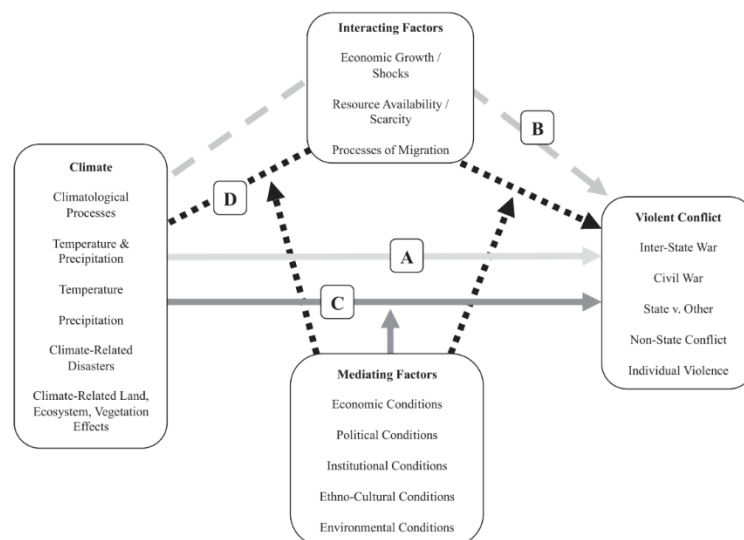 Interacting Factors
Economic Growth /
Shocks
Resource Availability /
Scarcity
Processes of Migration
B
Climate
Climatological
Processes
Temperature &
Precipitation
Temperature
Precipitation
Climate-Related
Disasters
Climate-Related Land,
Ecosystem, Vegetation
Effects
D
A
C
Violent Conflict
Inter-State War
Civil War
State v. Other
Non-State Conflict
Individual Violence
Mediating Factors
Economic Conditions
Political Conditions
Institutional Conditions
Ethno-Cultural Conditions
Environmental Conditions